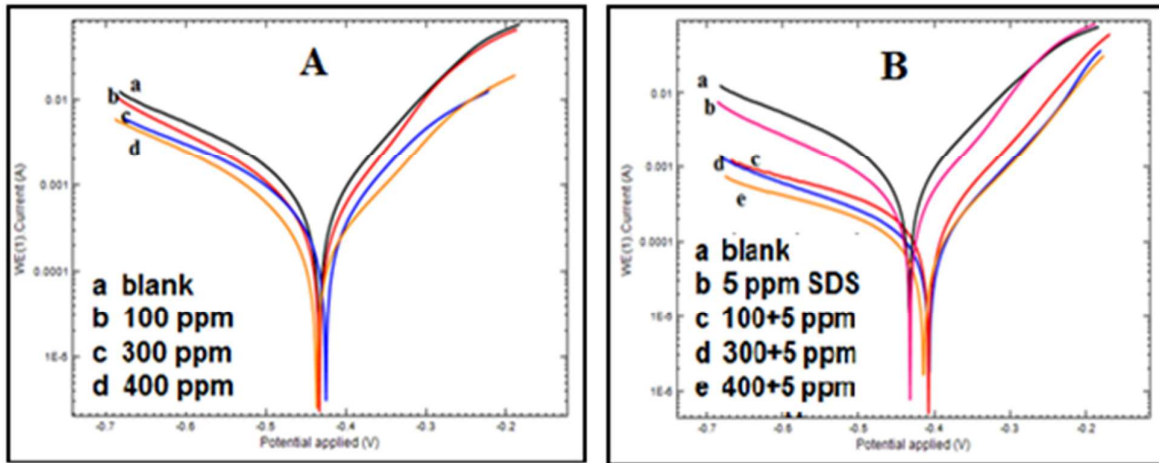 A
a
b
c
d
0.01
0.001
0.0001
1E-5
WE(1).Current (A)
a blank
b 100 ppm
c 300 ppm
d 400 ppm
-0.7
-0.6
-0.5
-0.4
-0.3
-0.2
Potential applied (V)
B
a
b
c
d
e
0.01
0.001
0.0001
1E-5
1E-6
WE(1).Current (A)
a blank
b 5 ppm SDS
c 100+5 ppm
d 300+5 ppm
e 400+5 ppm
-0.7
-0.6
-0.5
-0.4
-0.3
-0.2
Potential applied (V)